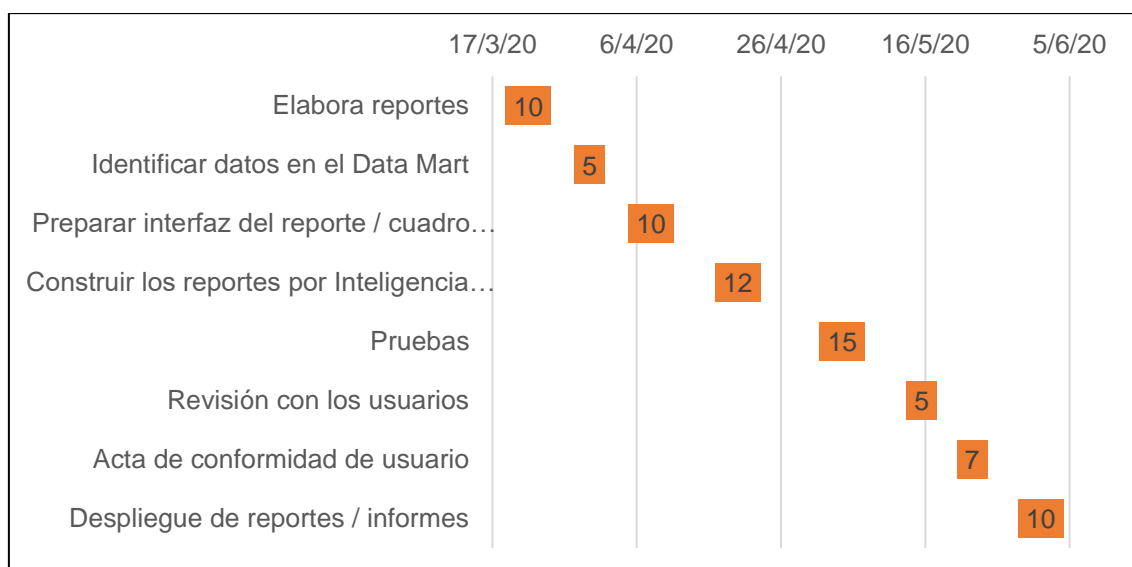 17/3/20 6/4/20 26/4/20 16/5/20 5/6/20
Elabora reportes 10
Identificar datos en el Data Mart 5
Preparar interfaz del reporte / cuadro… 10
Construir los reportes por Inteligencia… 12
Pruebas 15
Revisión con los usuarios 5
Acta de conformidad de usuario 7
Despliegue de reportes / informes 10